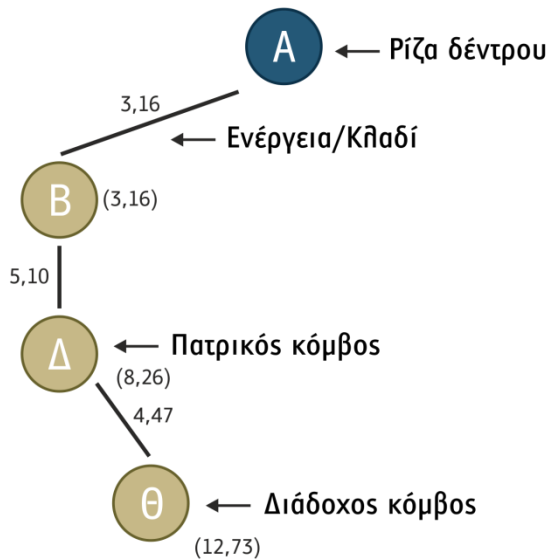 Α
Ρίζα δέντρου
3,16
Ενέργεια/Κλαδί
Β
(3,16)
5,10
Δ
Πατρικός κόμβος
(8,26)
4,47
Θ
Διάδοχος κόμβος
(12,73)